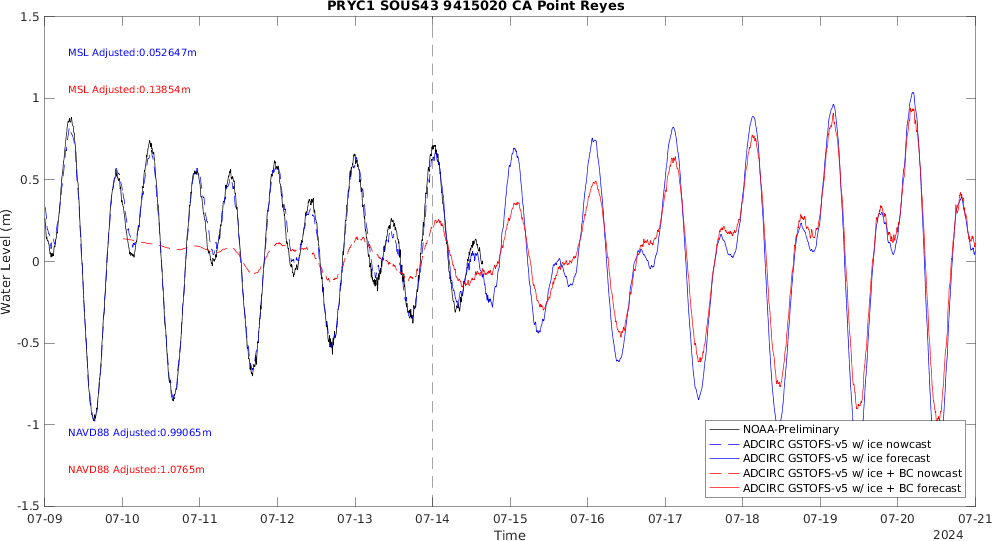 PRYC1 SOUS43 9415020 CA Point Reyes
1.5
MSL Adjusted:0.052647m
MSL Adjusted:0.13854m
1
0.5
Water Level (m)
0
-0.5
-1
NAVD88 Adjusted:0.99065m
NAVD88 Adjusted:1.0765m
-1.5
NOAA-Preliminary
ADCIRC GSTOFS-v5 w/ ice nowcast
ADCIRC GSTOFS-v5 w/ ice forecast
ADCIRC GSTOFS-v5 w/ ice + BC nowcast
ADCIRC GSTOFS-v5 w/ ice + BC forecast
07-09 07-10 07-11 07-12 07-13 07-14 07-15 07-16 07-17 07-18 07-19 07-20 07-21
Time
2024